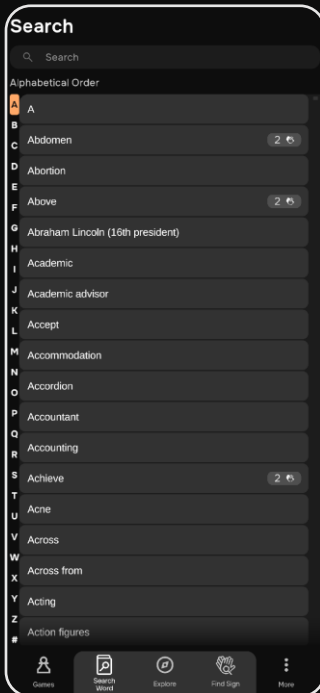 Search
Search
Alphabetical Order
A
A
B
Abdomen 2
C
D
Abortion
E
Above 2
F
G
Abraham Lincoln (16th president)
H
Academic
I
J
Academic advisor
K
Accept
L
M
Accommodation
N
Accordion
O
P
Accountant
Q
Accounting
R
S
Achieve 2
T
Acne
U
V
Across
W
Across from
X
Y
Acting
Z
Action figures
#
Games
Search Word
Explore
Find Sign
More